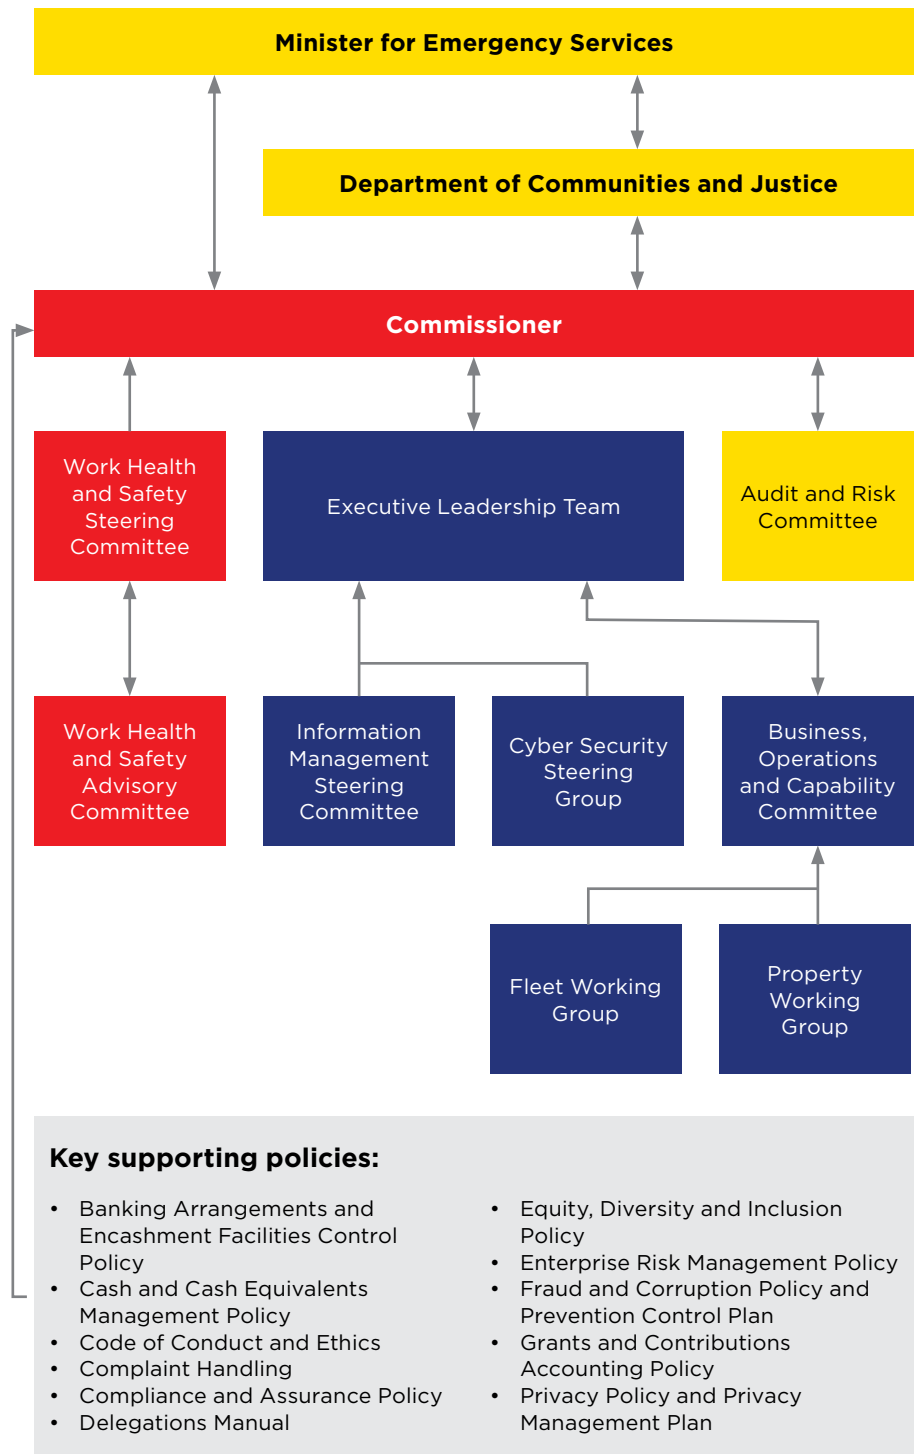 Minister for Emergency Services
Department of Communities and Justice
Commissioner
Work Health
and Safety
Steering
Committee
Executive Leadership Team
Audit and Risk
Committee
Work Health
and Safety
Advisory
Committee
Information
Management
Steering
Committee
Cyber Security
Steering
Group
Business,
Operations
and Capability
Committee
Fleet Working
Group
Property
Working
Group
Key supporting policies:
• Banking Arrangements and
Encashment Facilities Control
Policy
• Cash and Cash Equivalents
Management Policy
• Code of Conduct and Ethics
• Complaint Handling
• Compliance and Assurance Policy
• Delegations Manual
• Equity, Diversity and Inclusion
Policy
• Enterprise Risk Management Policy
• Fraud and Corruption Policy and
Prevention Control Plan
• Grants and Contributions
Accounting Policy
• Privacy Policy and Privacy
Management Plan